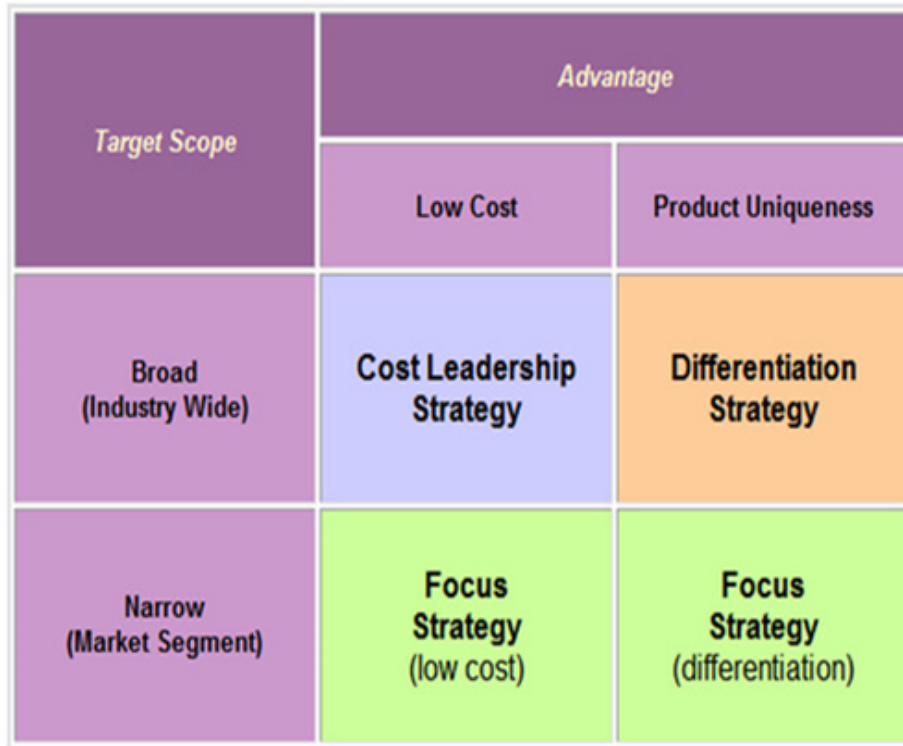 Target Scope
Advantage
Low Cost
Product Uniqueness
Broad
(Industry Wide)
Cost Leadership
Strategy
Differentiation
Strategy
Narrow
(Market Segment)
Focus
Strategy
(low cost)
Focus
Strategy
(differentiation)